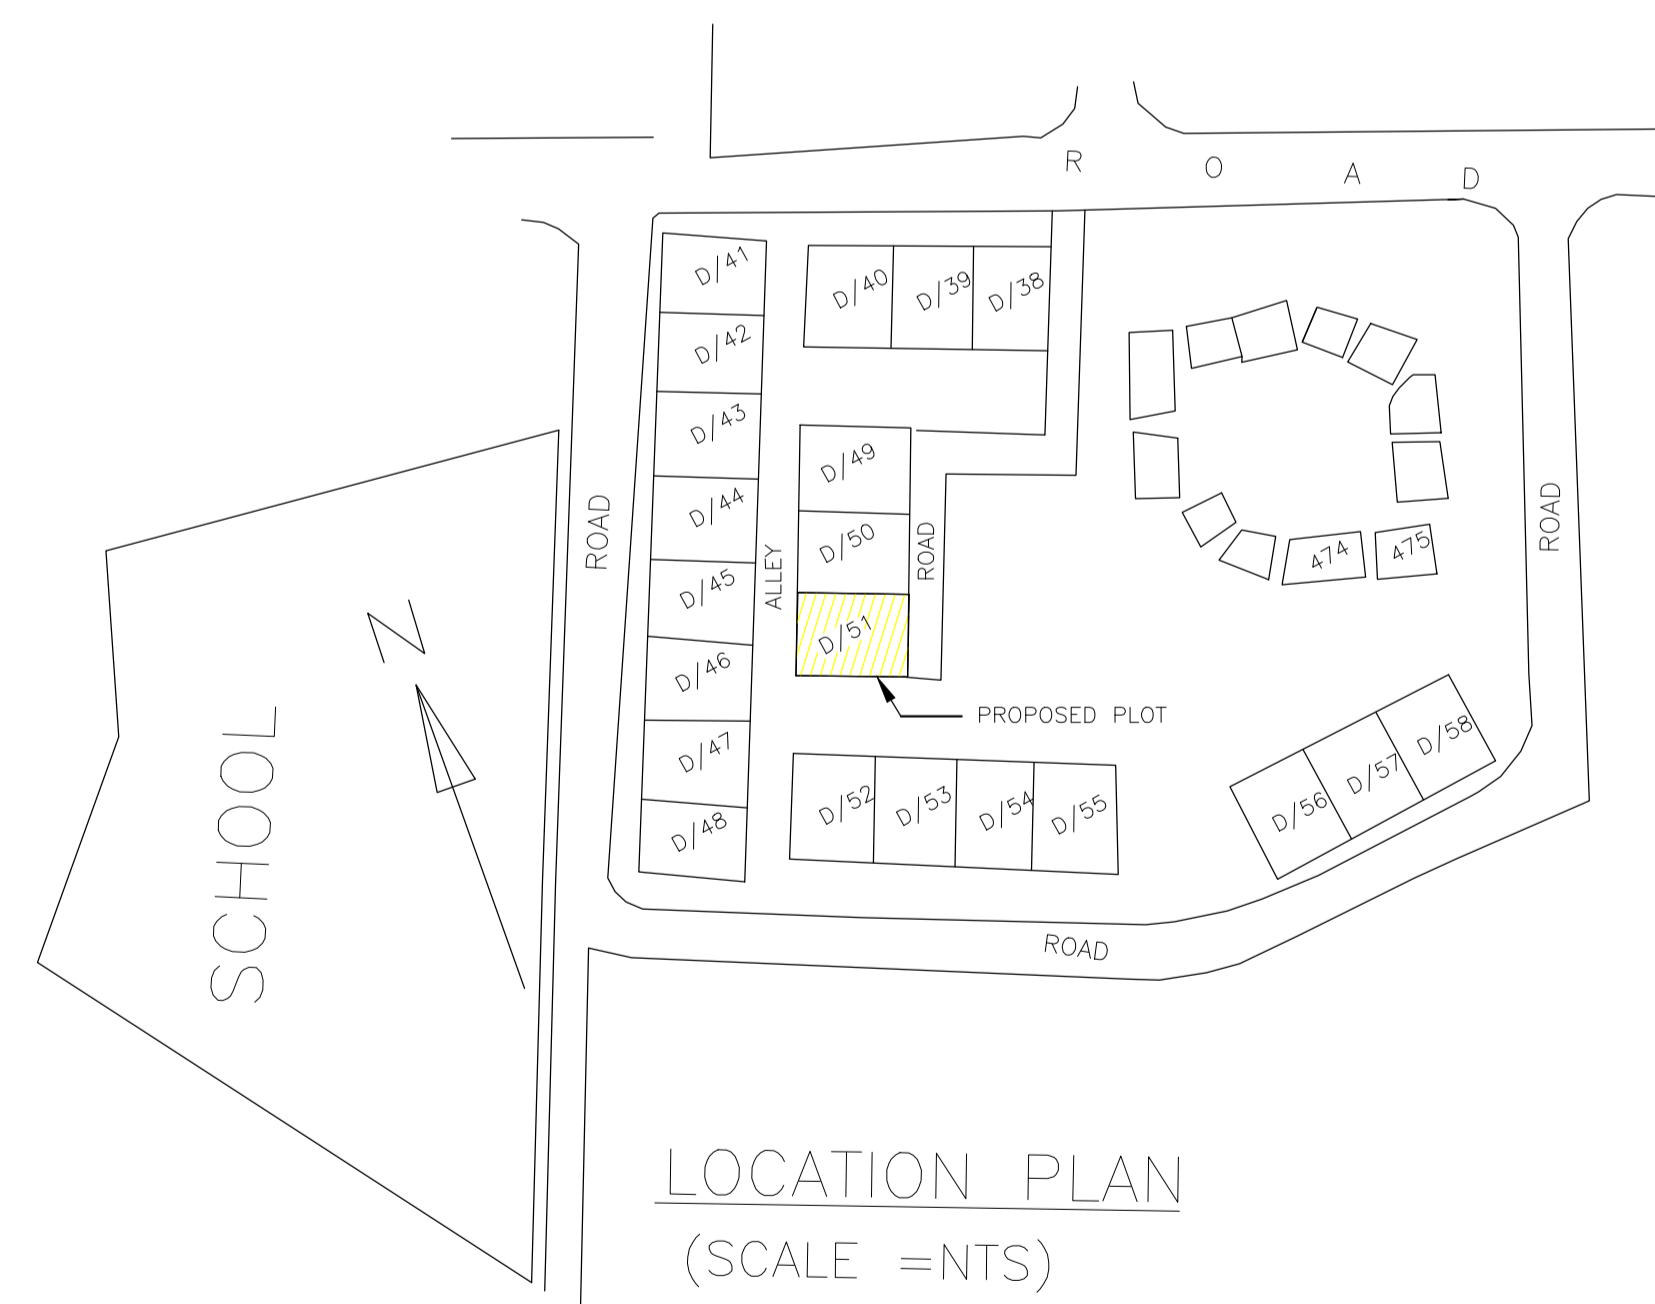 R O A D
D/41
D/40
D/39
D/38
D/42
D/43
D/49
D/44
D/50
ROAD
ALLEY
ROAD
474
475
ROAD
D/45
D/51
D/46
PROPOSED PLOT
D/47
D/48
D/52
D/53
D/54
D/55
D/56
D/57
D/58
N
SCHOOL
ROAD
LOCATION PLAN
(SCALE =NTS)